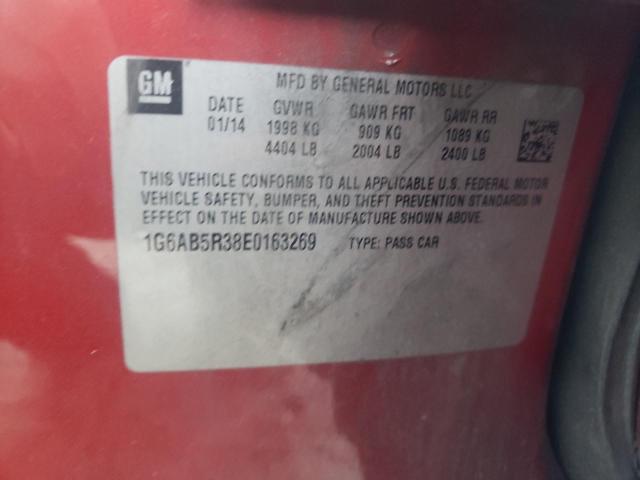 GM
MFD BY GENERAL MOTORS LLC
DATE GVWR GAWR FRT GAWR RR
01/14 1998 KG 909 KG 1089 KG
4404 LB 2004 LB 2400 LB
THIS VEHICLE CONFORMS TO ALL APPLICABLE U.S. FEDERAL MOTOR
VEHICLE SAFETY, BUMPER, AND THEFT PREVENTION STANDARDS IN
EFFECT ON THE DATE OF MANUFACTURE SHOWN ABOVE.
1G6AB5R38E0163269 TYPE: PASS CAR